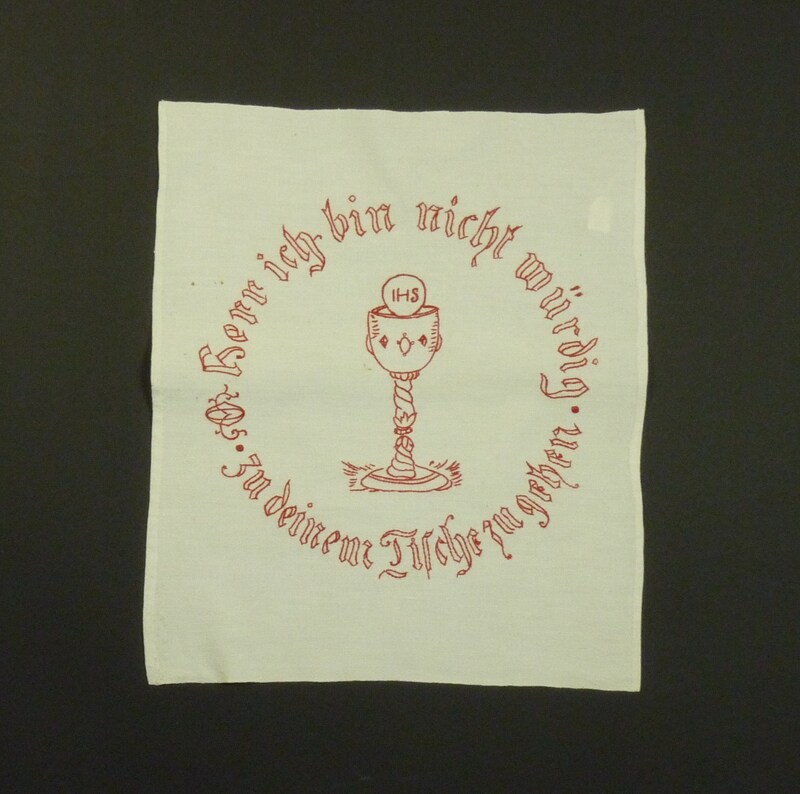 O Herr ich bin nicht würdig •
zu deinem Tische zu gehen •
IHS